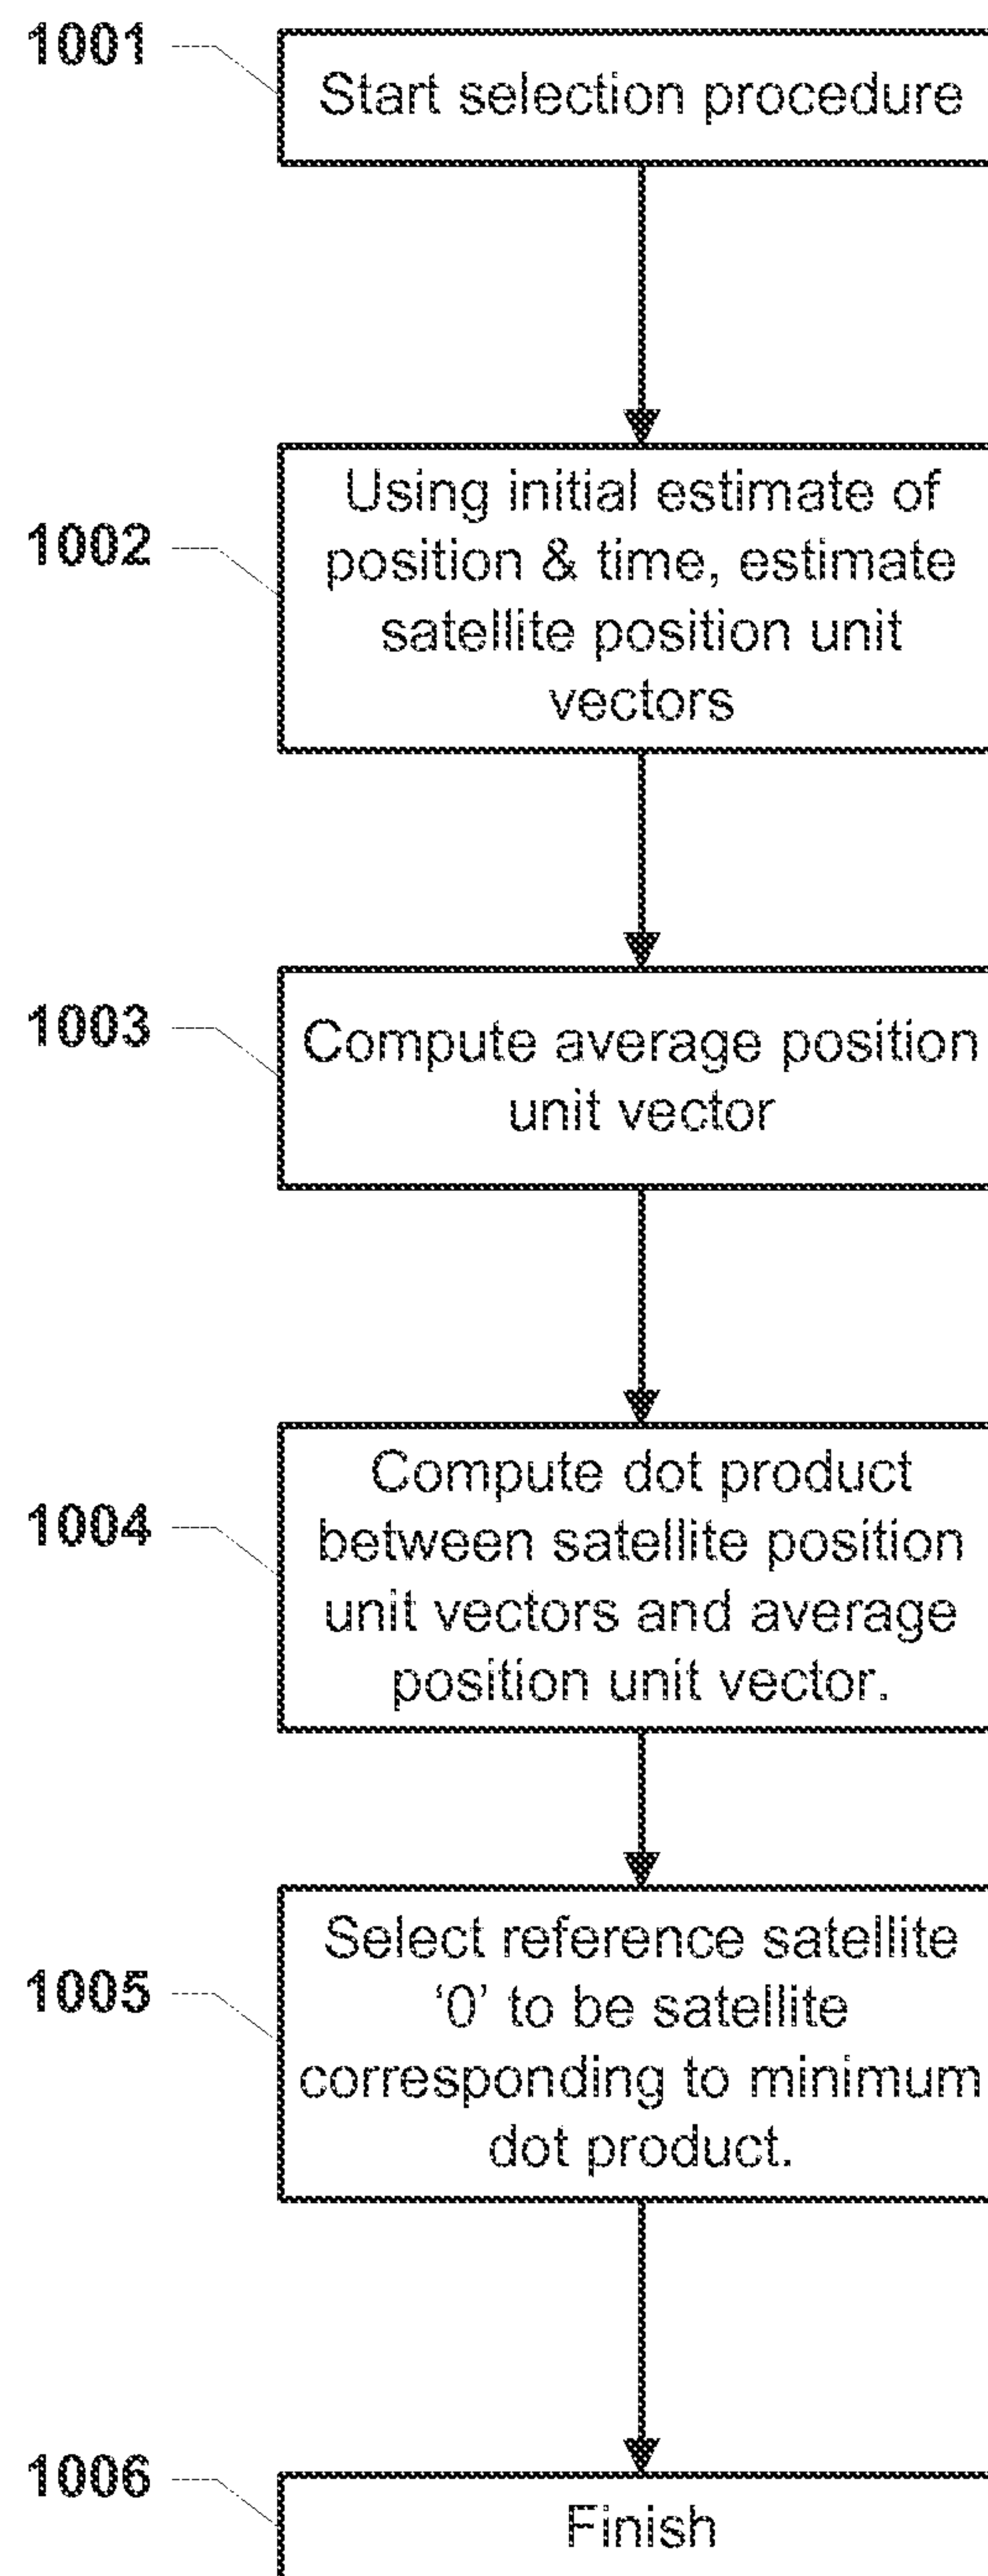 1001
Start selection procedure
1002
Using initial estimate of
position & time, estimate
satellite position unit
vectors
1003
Compute average position
unit vector
1004
Compute dot product
between satellite position
unit vectors and average
position unit vector.
1005
Select reference satellite
‘0’ to be satellite
corresponding to minimum
dot product.
1006
Finish